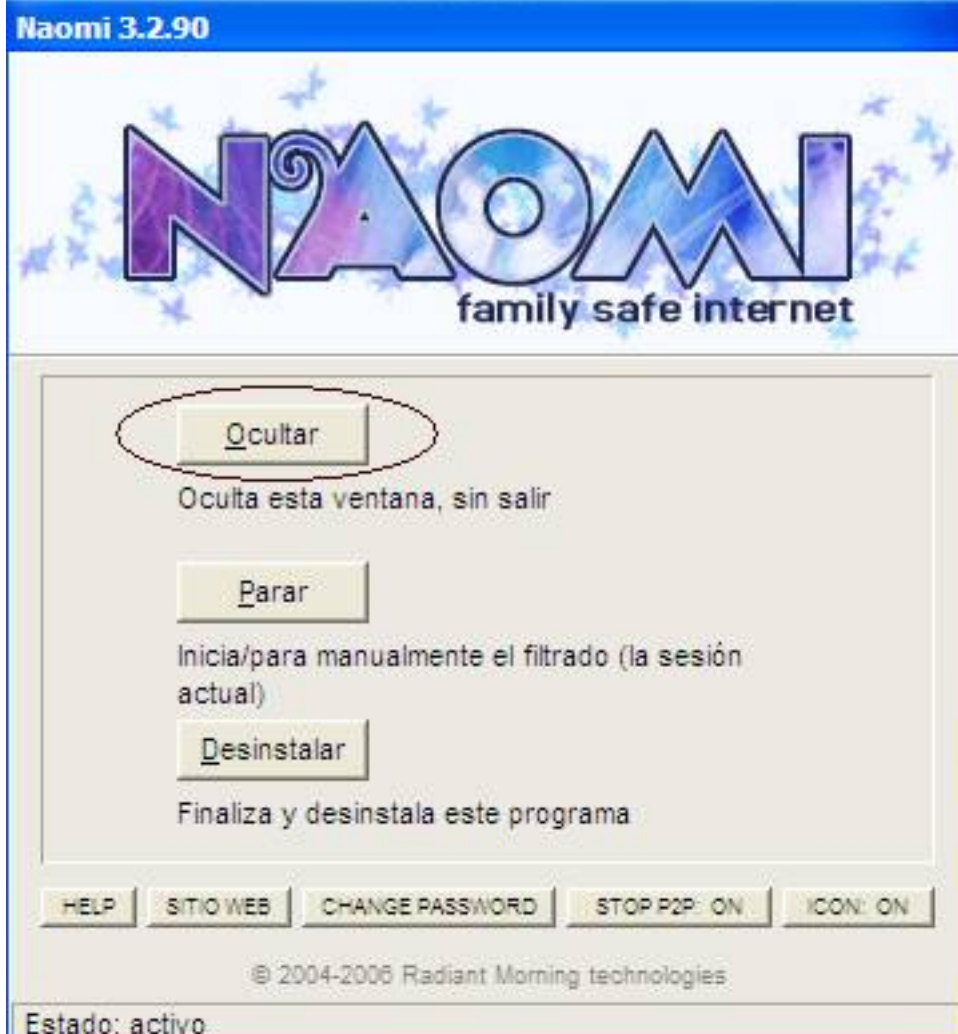 Naomi 3.2.90
NAOMI
family safe internet
Ocultar
Oculta esta ventana, sin salir
Parar
Inicia/para manualmente el filtrado (la sesión
actual)
Desinstalar
Finaliza y desinstala este programa
HELP SITIO WEB CHANGE PASSWORD STOP P2P: ON ICON: ON
© 2004-2006 Radiant Morning technologies
Estado: activo